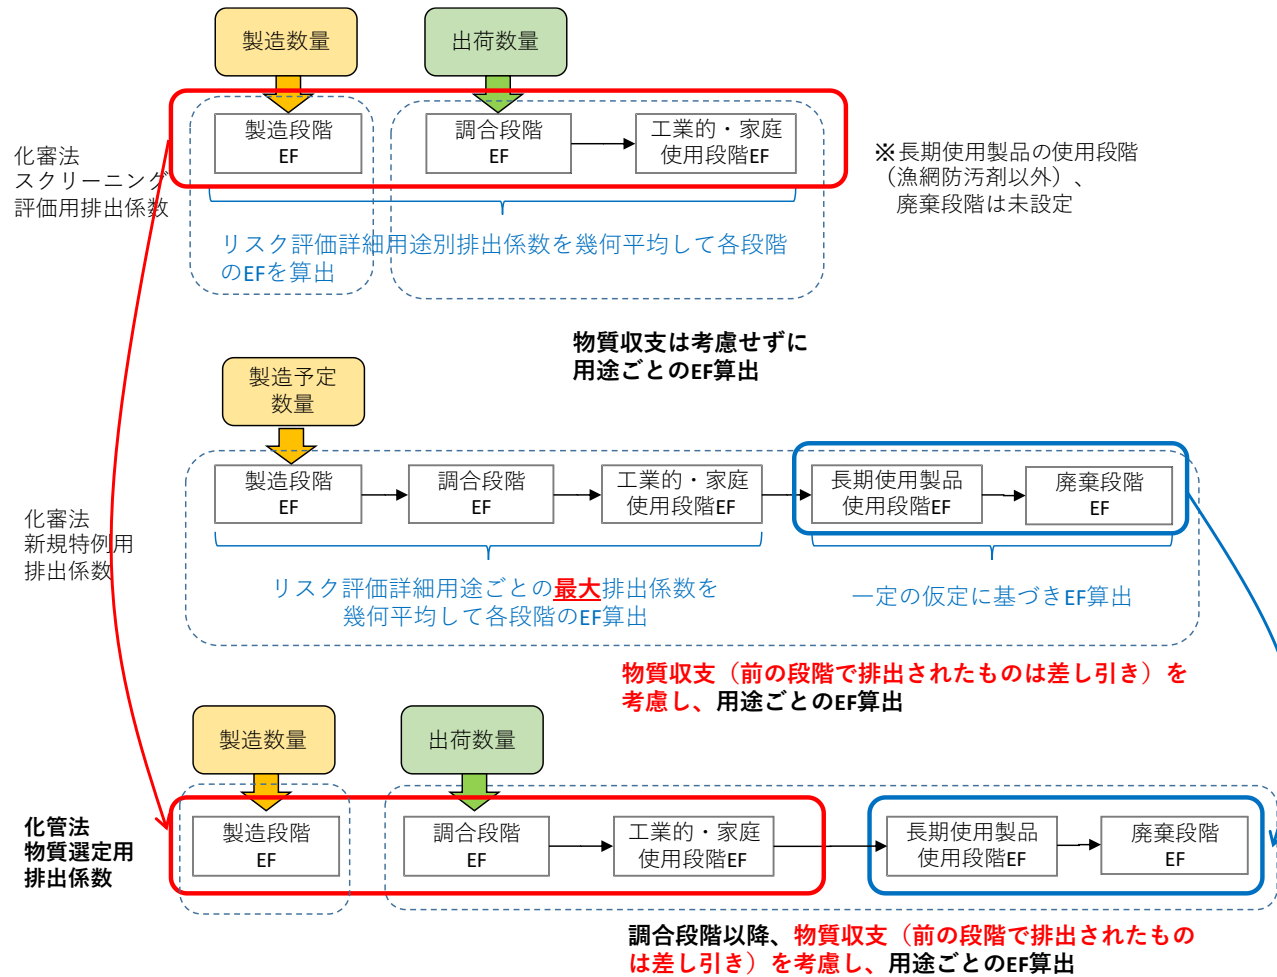 製造数量
出荷数量
化審法
スクリーニング
評価用排出係数
製造段階
EF
調合段階
EF
工業的・家庭
使用段階EF
※長期使用製品の使用段階
（漁網防汚剤以外）、
廃棄段階は未設定
リスク評価詳細用途別排出係数を幾何平均して各段階
のEFを算出
物質収支は考慮せずに
用途ごとのEF算出
製造予定
数量
化審法
新規特例用
排出係数
製造段階
EF
調合段階
EF
工業的・家庭
使用段階EF
長期使用製品
使用段階EF
廃棄段階
EF
リスク評価詳細用途ごとの最大排出係数を
幾何平均して各段階のEF算出
一定の仮定に基づきEF算出
物質収支（前の段階で排出されたものは差し引き）を
考慮し、用途ごとのEF算出
製造数量
出荷数量
化管法
物質選定用
排出係数
製造段階
EF
調合段階
EF
工業的・家庭
使用段階EF
長期使用製品
使用段階EF
廃棄段階
EF
調合段階以降、物質収支（前の段階で排出されたもの
は差し引き）を考慮し、用途ごとのEF算出